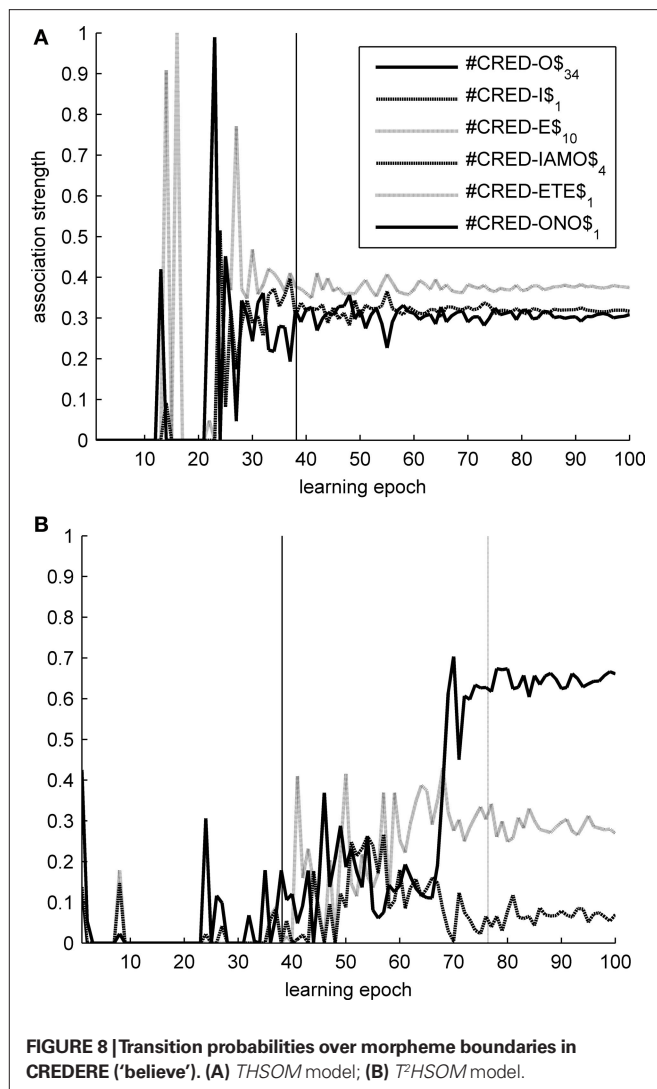 A
1
0.9
0.8
0.7
0.6
0.5
0.4
0.3
0.2
0.1
0
association strength
#CRED-O$34
#CRED-I$1
#CRED-E$10
#CRED-IAMO$4
#CRED-ETE$1
#CRED-ONO$1
10 20 30 40 50 60 70 80 90 100
learning epoch
B
1
0.9
0.8
0.7
0.6
0.5
0.4
0.3
0.2
0.1
0
10 20 30 40 50 60 70 80 90 100
learning epoch
FIGURE 8 | Transition probabilities over morpheme boundaries in
CREDERE (‘believe’). (A) THSOM model; (B) T²HSOM model.